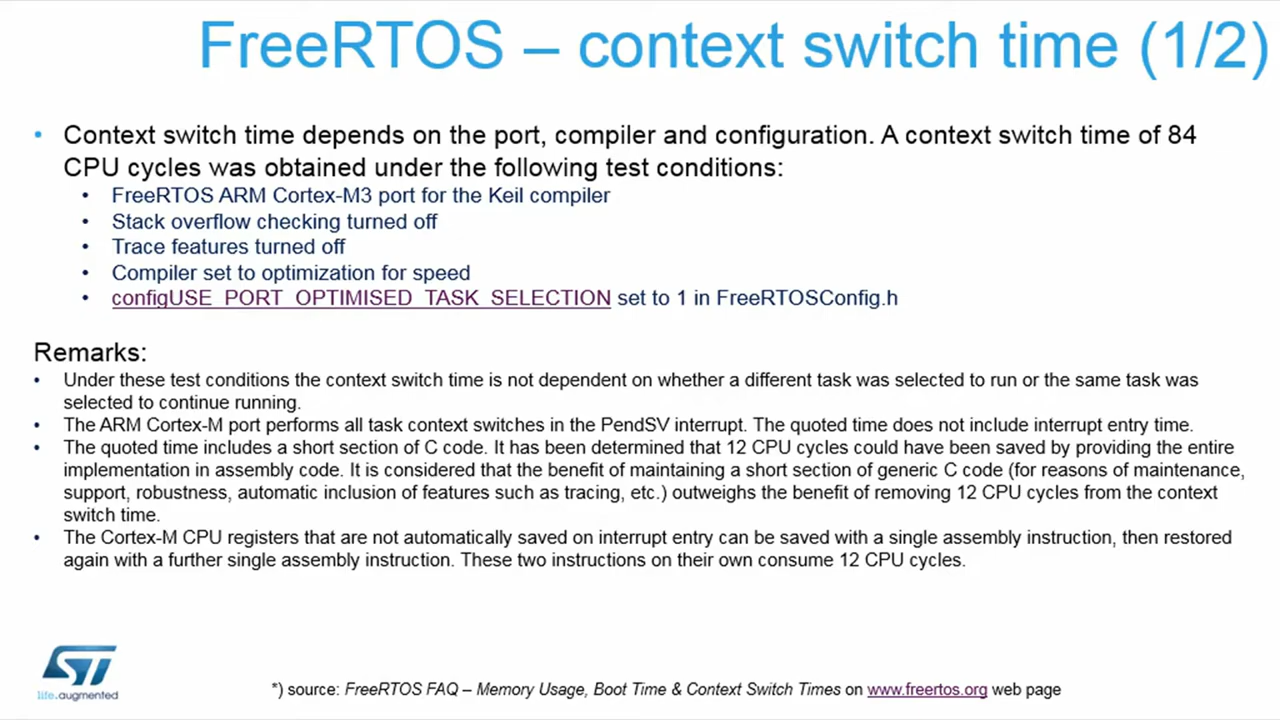 FreeRTOS – context switch time (1/2)
• Context switch time depends on the port, compiler and configuration. A context switch time of 84
CPU cycles was obtained under the following test conditions:
• FreeRTOS ARM Cortex-M3 port for the Keil compiler
• Stack overflow checking turned off
• Trace features turned off
• Compiler set to optimization for speed
• configUSE_PORT_OPTIMISED_TASK_SELECTION set to 1 in FreeRTOSConfig.h
Remarks:
• Under these test conditions the context switch time is not dependent on whether a different task was selected to run or the same task was
selected to continue running.
• The ARM Cortex-M port performs all task context switches in the PendSV interrupt. The quoted time does not include interrupt entry time.
• The quoted time includes a short section of C code. It has been determined that 12 CPU cycles could have been saved by providing the entire
implementation in assembly code. It is considered that the benefit of maintaining a short section of generic C code (for reasons of maintenance,
support, robustness, automatic inclusion of features such as tracing, etc.) outweighs the benefit of removing 12 CPU cycles from the context
switch time.
• The Cortex-M CPU registers that are not automatically saved on interrupt entry can be saved with a single assembly instruction, then restored
again with a further single assembly instruction. These two instructions on their own consume 12 CPU cycles.
ST
life.augmented
*) source: FreeRTOS FAQ – Memory Usage, Boot Time & Context Switch Times on www.freertos.org web page